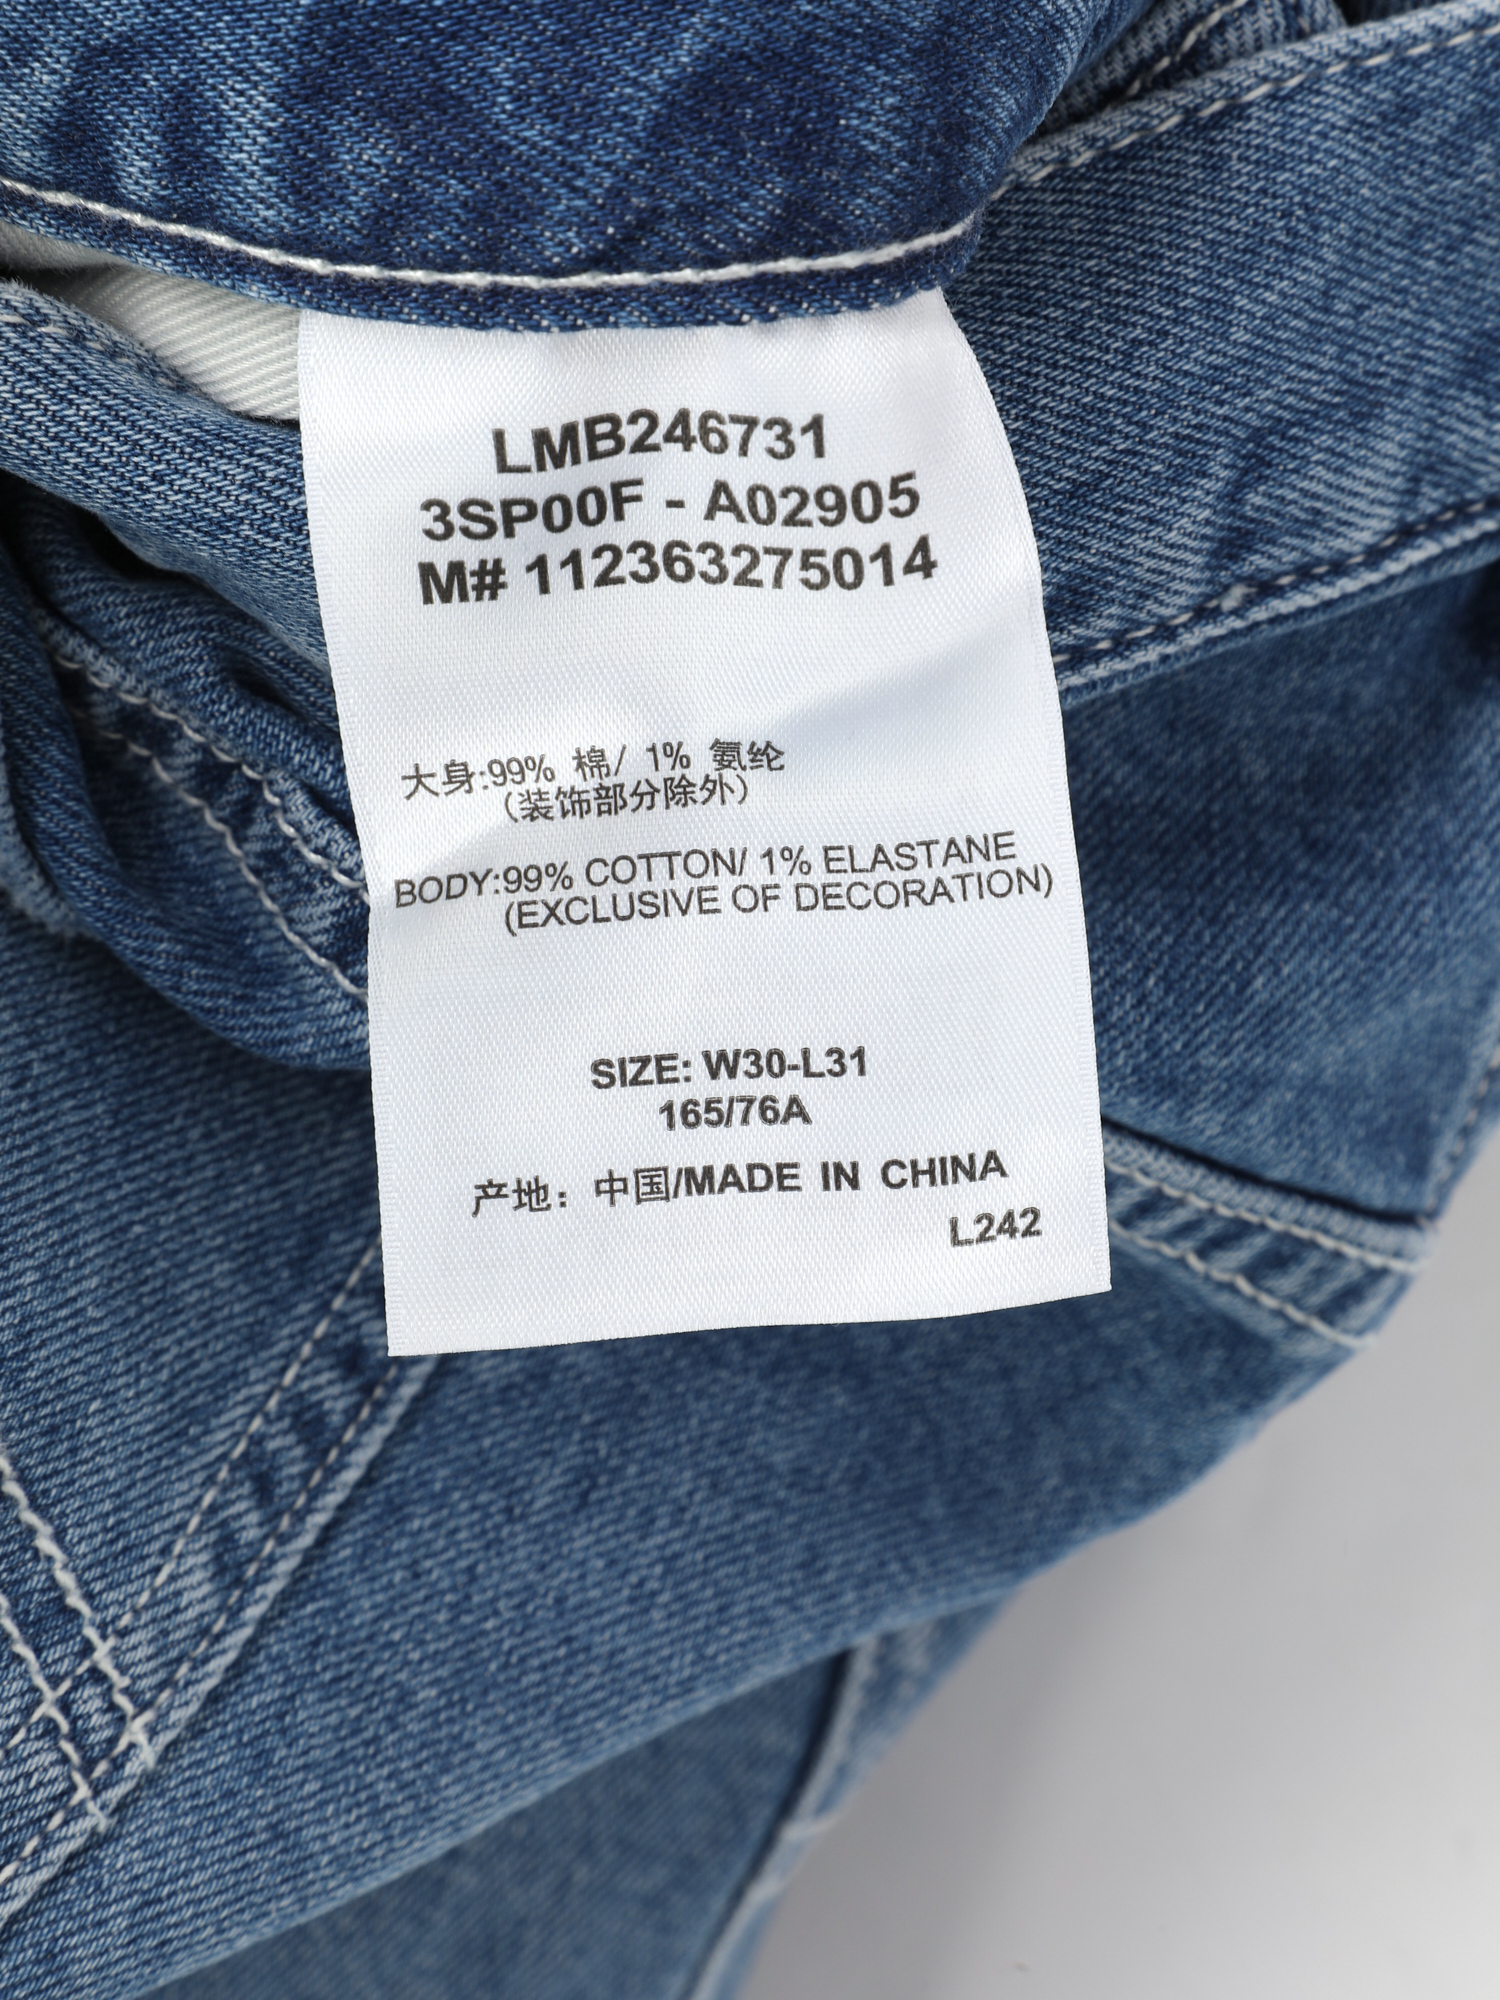 LMB246731
3SP00F - A02905
M# 112363275014
大身:99% 棉/ 1% 氨纶
(装饰部分除外)
BODY:99% COTTON/ 1% ELASTANE
(EXCLUSIVE OF DECORATION)
SIZE: W30-L31
165/76A
产地：中国/MADE IN CHINA
L242